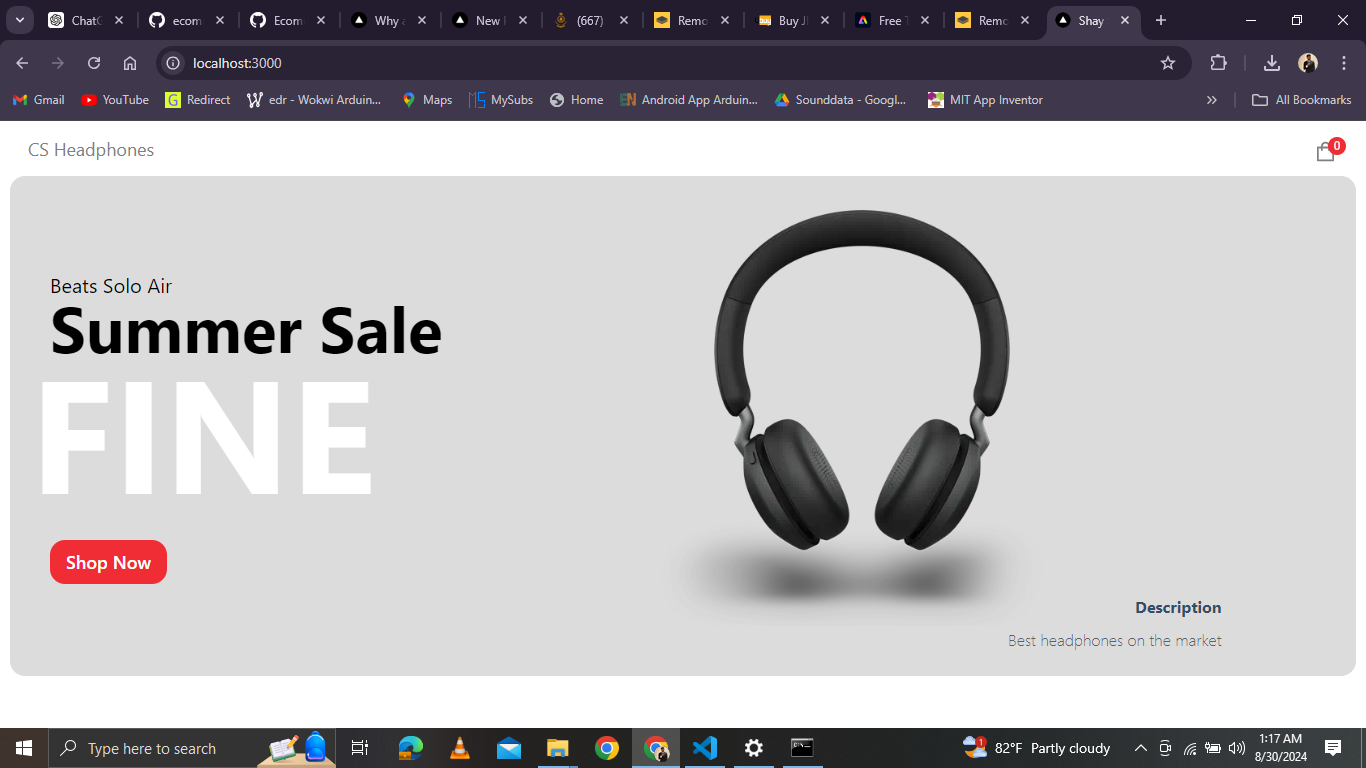 ChatG
ecom
Ecom
Why a
New
(667)
Remo
Buy J
Free T
Remo
Shay
localhost:3000
Gmail
YouTube
Redirect
edr - Wokwi Arduin...
Maps
MySubs
Home
Android App Arduin...
Sounddata - Googl...
MIT App Inventor
All Bookmarks
CS Headphones
0
Beats Solo Air
Summer Sale
FINE
Shop Now
Description
Best headphones on the market
Type here to search
1
82°F Partly cloudy
1:17 AM
8/30/2024